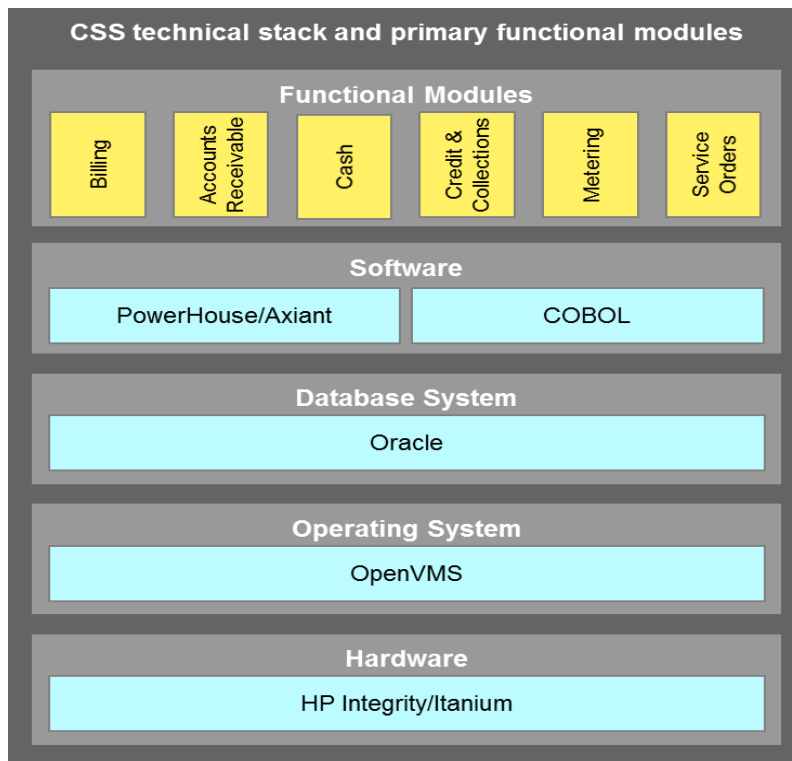 CSS technical stack and primary functional modules
Functional Modules
Billing
Accounts
Receivable
Cash
Credit &
Collections
Metering
Service
Orders
Software
PowerHouse/Axiant
COBOL
Database System
Oracle
Operating System
OpenVMS
Hardware
HP Integrity/Itanium